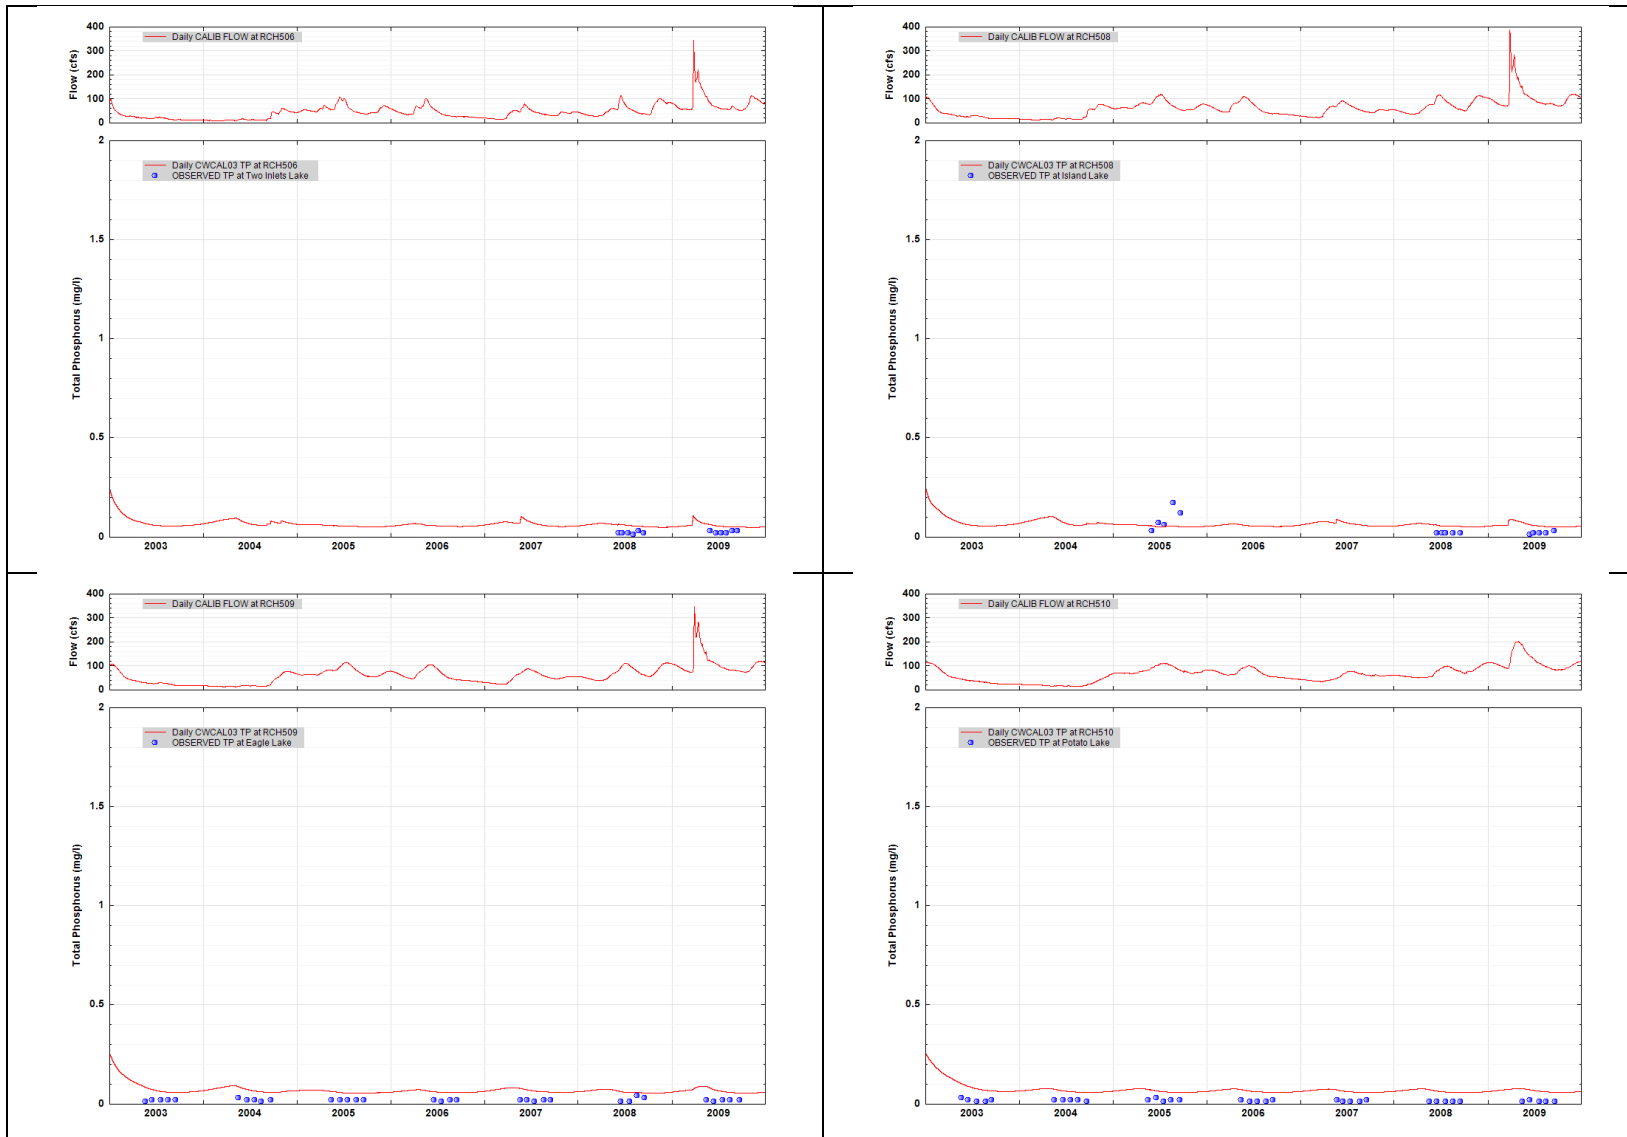 Flow (cfs)
400
300
200
100
0
Daily CALIB FLOW at RCH506
Total Phosphorus (mg/l)
2
1.5
1
0.5
0
Daily CWCAL03 TP at RCH506
OBSERVED TP at Two Inlets Lake
2003 2004 2005 2006 2007 2008 2009
Flow (cfs)
400
300
200
100
0
Daily CALIB FLOW at RCH508
Total Phosphorus (mg/l)
2
1.5
1
0.5
0
Daily CWCAL03 TP at RCH508
OBSERVED TP at Island Lake
2003 2004 2005 2006 2007 2008 2009
Flow (cfs)
400
300
200
100
0
Daily CALIB FLOW at RCH509
Total Phosphorus (mg/l)
2
1.5
1
0.5
0
Daily CWCAL03 TP at RCH509
OBSERVED TP at Eagle Lake
2003 2004 2005 2006 2007 2008 2009
Flow (cfs)
400
300
200
100
0
Daily CALIB FLOW at RCH510
Total Phosphorus (mg/l)
2
1.5
1
0.5
0
Daily CWCAL03 TP at RCH510
OBSERVED TP at Potato Lake
2003 2004 2005 2006 2007 2008 2009